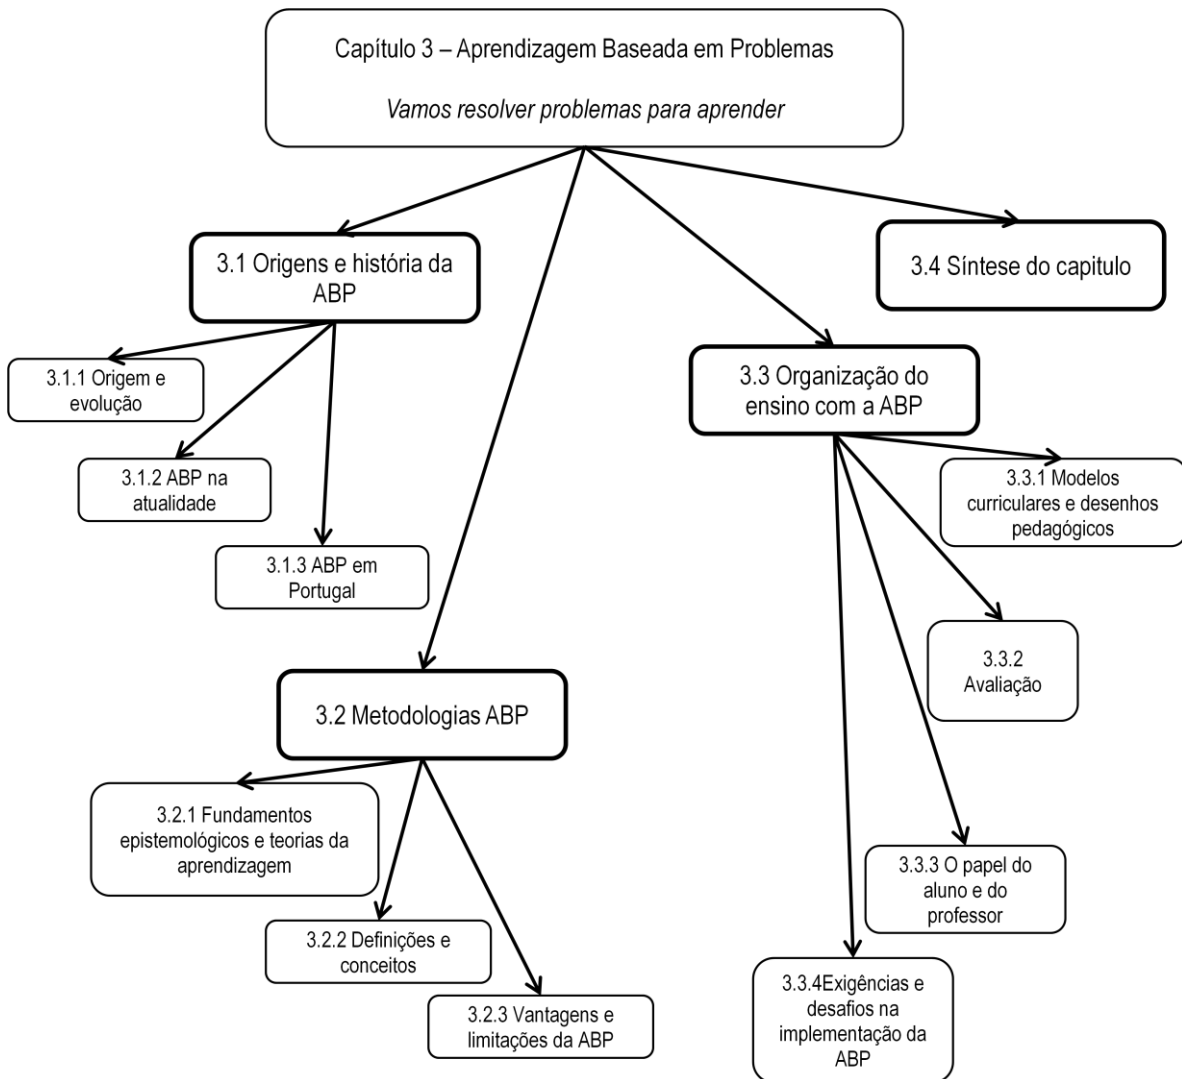 Capítulo 3 – Aprendizagem Baseada em Problemas
Vamos resolver problemas para aprender
3.1 Origens e história da
ABP
3.1.1 Origem e
evolução
3.1.2 ABP na
atualidade
3.1.3 ABP em
Portugal
3.2 Metodologias ABP
3.2.1 Fundamentos
epistemológicos e teorias da
aprendizagem
3.2.2 Definições e
conceitos
3.2.3 Vantagens e
limitações da ABP
3.3 Organização do
ensino com a ABP
3.3.1 Modelos
curriculares e desenhos
pedagógicos
3.3.2
Avaliação
3.3.3 O papel do
aluno e do
professor
3.3.4Exigências e
desafios na
implementação da
ABP
3.4 Síntese do capitulo